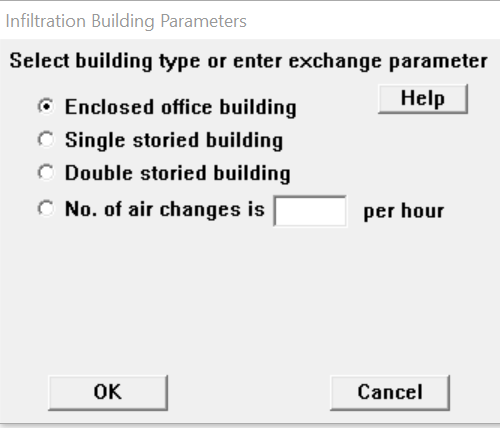 Infiltration Building Parameters
Select building type or enter exchange parameter
Enclosed office building
Help
Single storied building
Double storied building
No. of air changes is per hour
OK Cancel